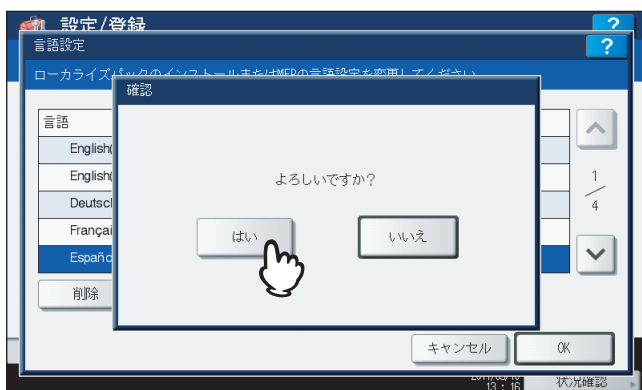 設定/登録
?
言語設定
?
ローカライズパックのインストールまたはMFPの言語設定を変更してください
確認
言語
English(
English(
Deutsch
Françai
Españo
よろしいですか?
はい
いいえ
1
4
削除
キャンセル
OK
13 : 16
状況確認